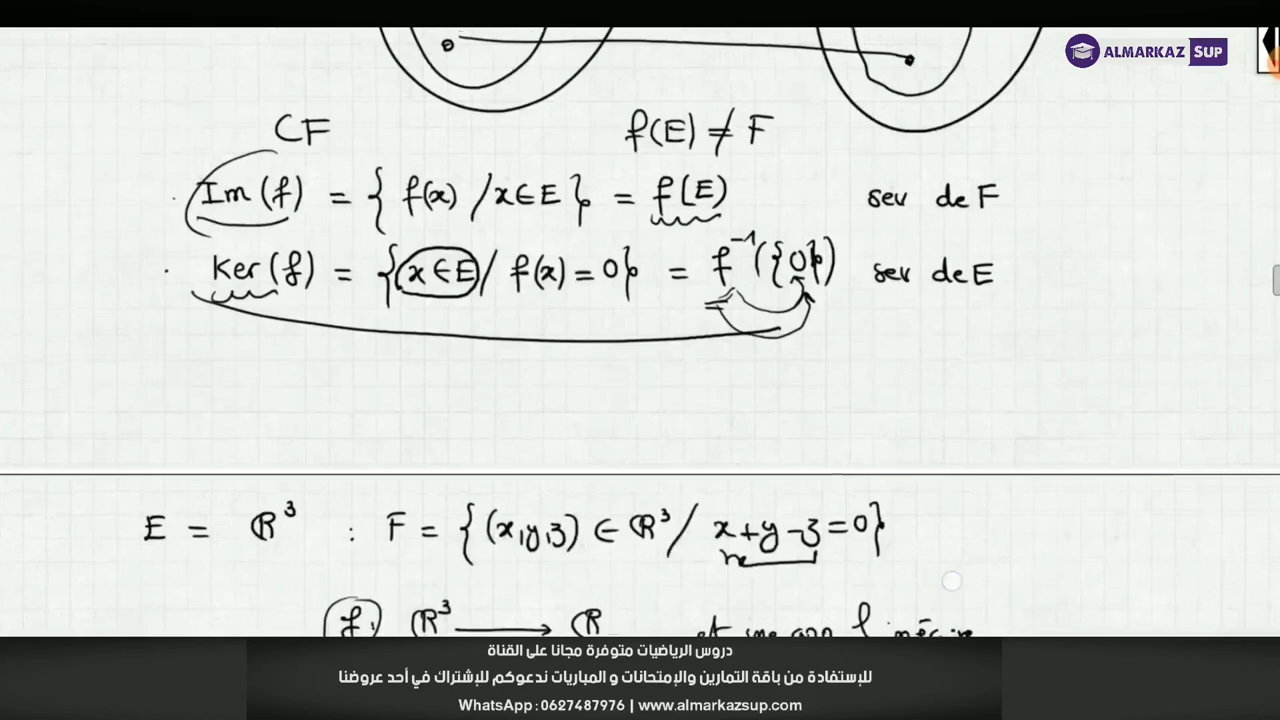 ALMARKAZ SUP
CF
f(E) ≠ F
. Im(f) = { f(x) / x ∈ E } = f(E) sev de F
. Ker(f) = { x ∈ E / f(x) = 0 } = f⁻¹({0}) sev de E
E = ℝ³ : F = { (x,y,z) ∈ ℝ³ / x+y-z=0 }
f: ℝ³ → ℝ
دروس الرياضيات متوفرة مجانا على القناة
للإستفادة من باقة التمارين والإمتحانات و المباريات ندعوكم للإشتراك في أحد عروضنا
WhatsApp : 0627487976 | www.almarkazsup.com